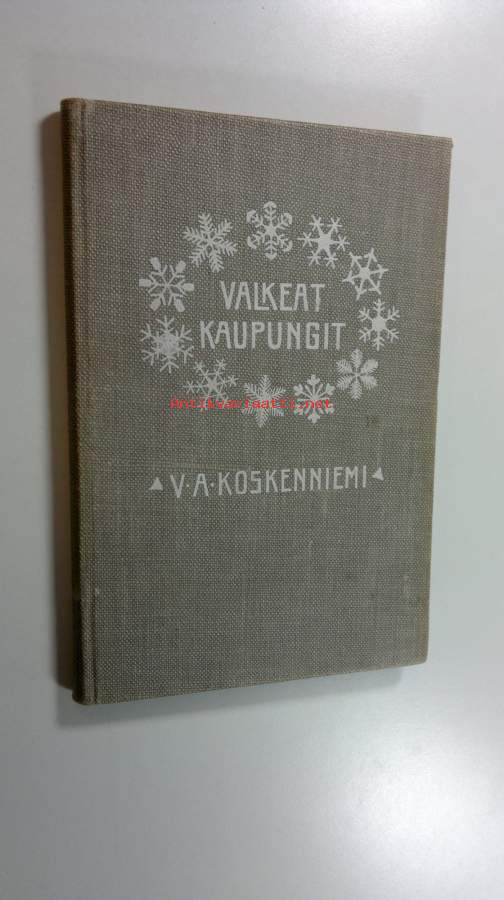 VALKEAT
KAUPUNGIT
Antikvariaatti.net
▲ V·A·KOSKENNIEMI ▲